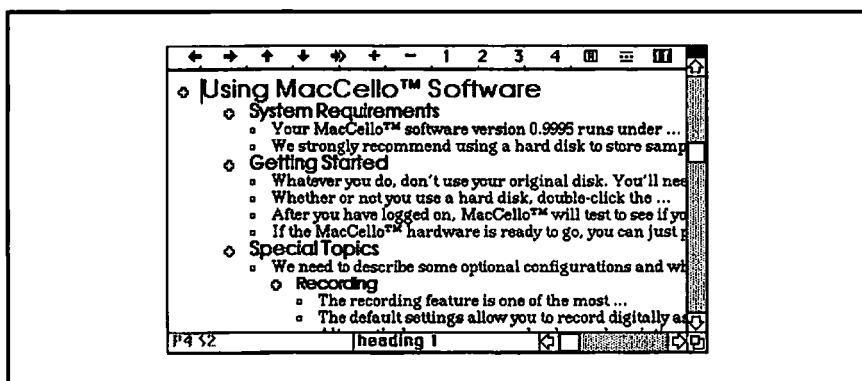 1 2 3 4
Using MacCello™ Software
System Requirements
Your MacCello™ software version 0.9995 runs under ...
We strongly recommend using a hard disk to store samp
Getting Started
Whatever you do, don't use your original disk. You'll nee
Whether or not you use a hard disk, double-click the ...
After you have logged on, MacCello™ will test to see if yo
If the MacCello™ hardware is ready to go, you can just p
Special Topics
We need to describe some optional configurations and wh
Recording
The recording feature is one of the most ...
The default settings allow you to record digitally as
P4 S2 heading 1